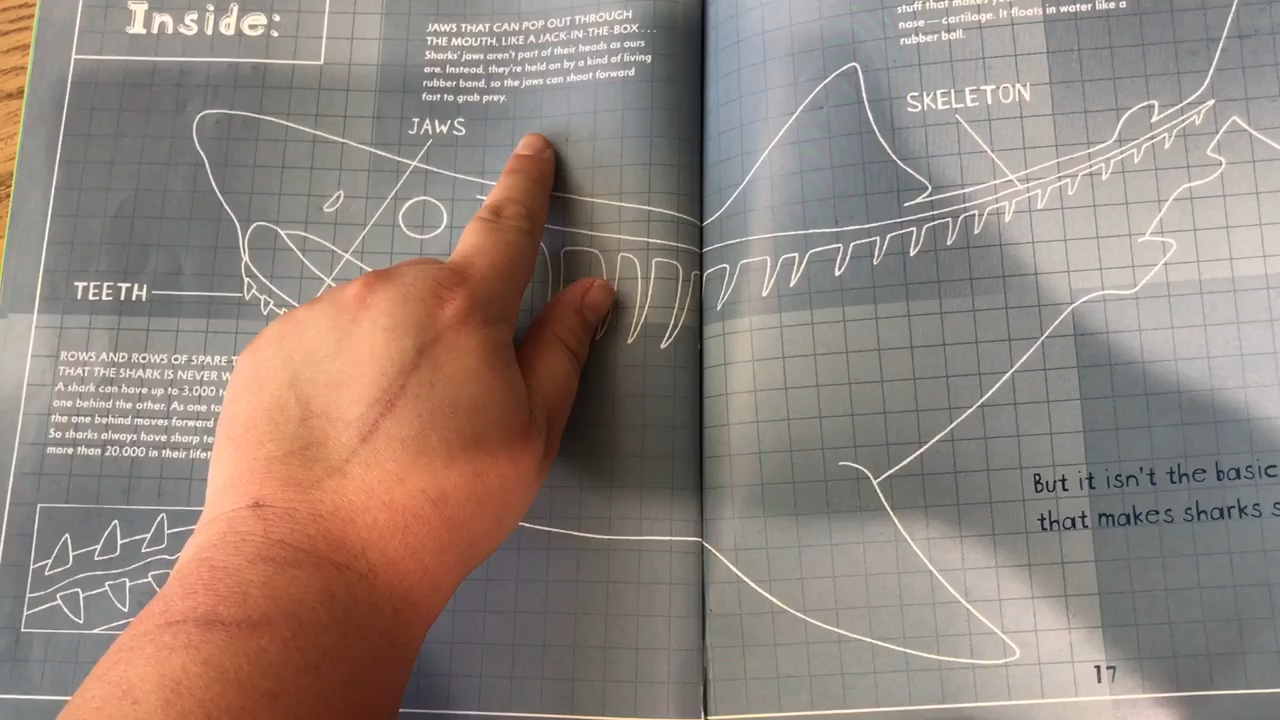 Inside:
JAWS THAT CAN POP OUT THROUGH
THE MOUTH, LIKE A JACK-IN-THE-BOX...
Sharks' jaws aren't part of their heads as ours
are. Instead, they're held on by a kind of living
rubber band, so the jaws can shoot forward
fast to grab prey.
JAWS
TEETH
ROWS AND ROWS OF SPARE
THAT THE SHARK IS NEVER
A shark can have up to 3,000
one behind the other. As one
the one behind moves forward
So sharks always have sharp
more than 20,000 in their
stuff that makes
nose — cartilage. It floats in water like a
rubber ball.
SKELETON
But it isn't the basic
that makes sharks
17